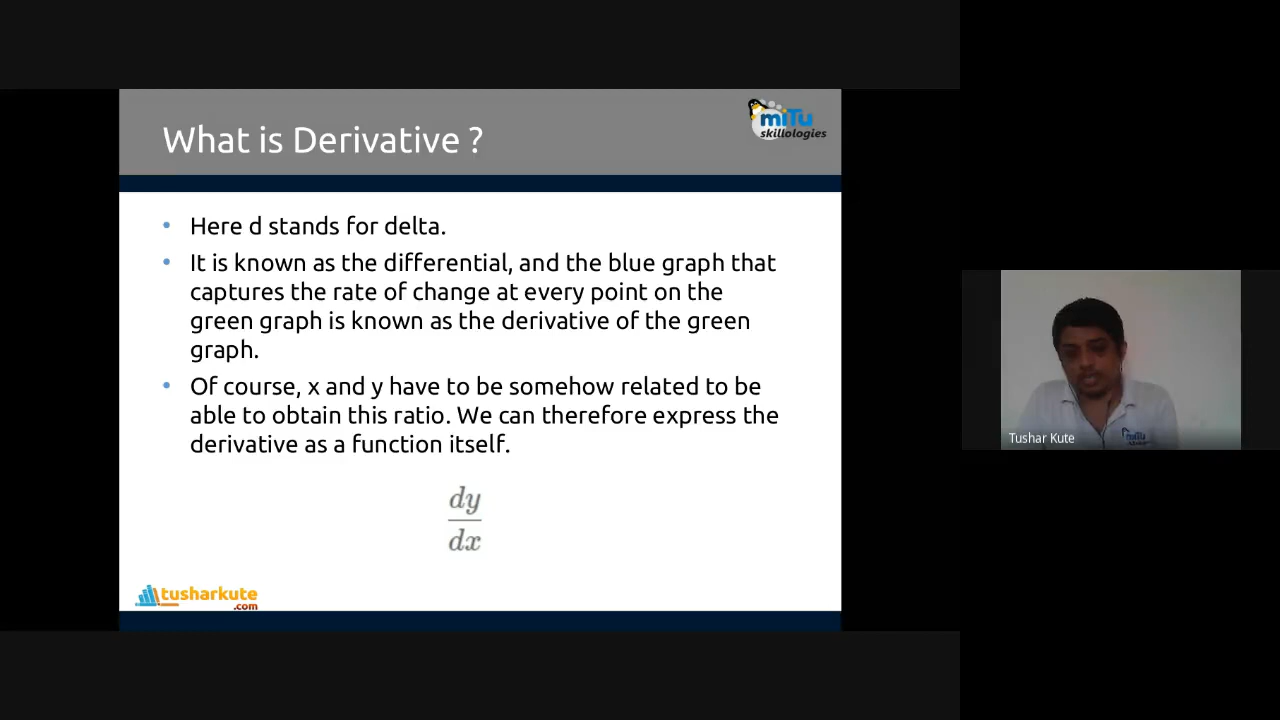 What is Derivative ?
miTu
skillologies
• Here d stands for delta.
• It is known as the differential, and the blue graph that
captures the rate of change at every point on the
green graph is known as the derivative of the green
graph.
• Of course, x and y have to be somehow related to be
able to obtain this ratio. We can therefore express the
derivative as a function itself.
dy
dx
tusharkute
.com
miTu
Tushar Kute